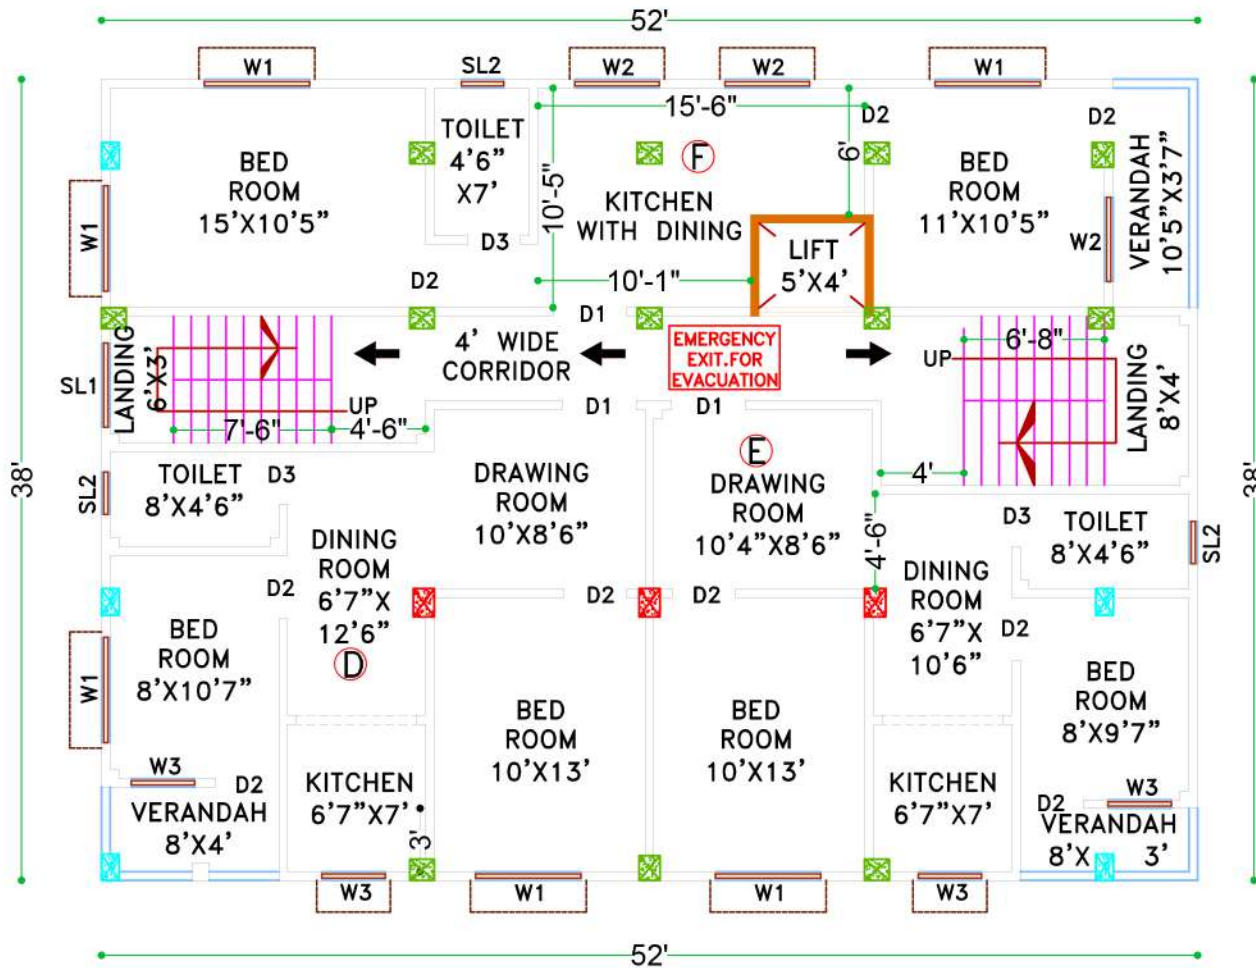 52'
W1
SL2
W2
W2
W1
15'-6"
D2
D2
TOILET
4'6"
X7'
BED
ROOM
15'X10'5"
F
6'
BED
ROOM
11'X10'5"
VERANDAH
10'5"X3'7"
10'-5"
KITCHEN
WITH DINING
W1
D3
W2
LIFT
5'X4'
D2
10'-1"
D1
LANDING
6'X3'
4' WIDE
CORRIDOR
EMERGENCY
EXIT.FOR
EVACUATION
6'-8"
UP
LANDING
8'X4'
SL1
UP
D1
D1
7'-6"
4'-6"
E
38'
38'
TOILET
8'X4'6"
D3
SL2
DRAWING
ROOM
10'X8'6"
DRAWING
ROOM
10'4"X8'6"
4'
4'-6"
D3
TOILET
8'X4'6"
SL2
DINING
ROOM
6'7"X
12'6"
D
D2
D2
D2
DINING
ROOM
6'7"X
10'6"
D2
BED
ROOM
8'X10'7"
W1
BED
ROOM
10'X13'
BED
ROOM
10'X13'
BED
ROOM
8'X9'7"
W3
D2
KITCHEN
6'7"X7'
3'
KITCHEN
6'7"X7'
W3
D2
VERANDAH
8'X4'
VERANDAH
8'X 3'
W3
W1
W1
W3
52'